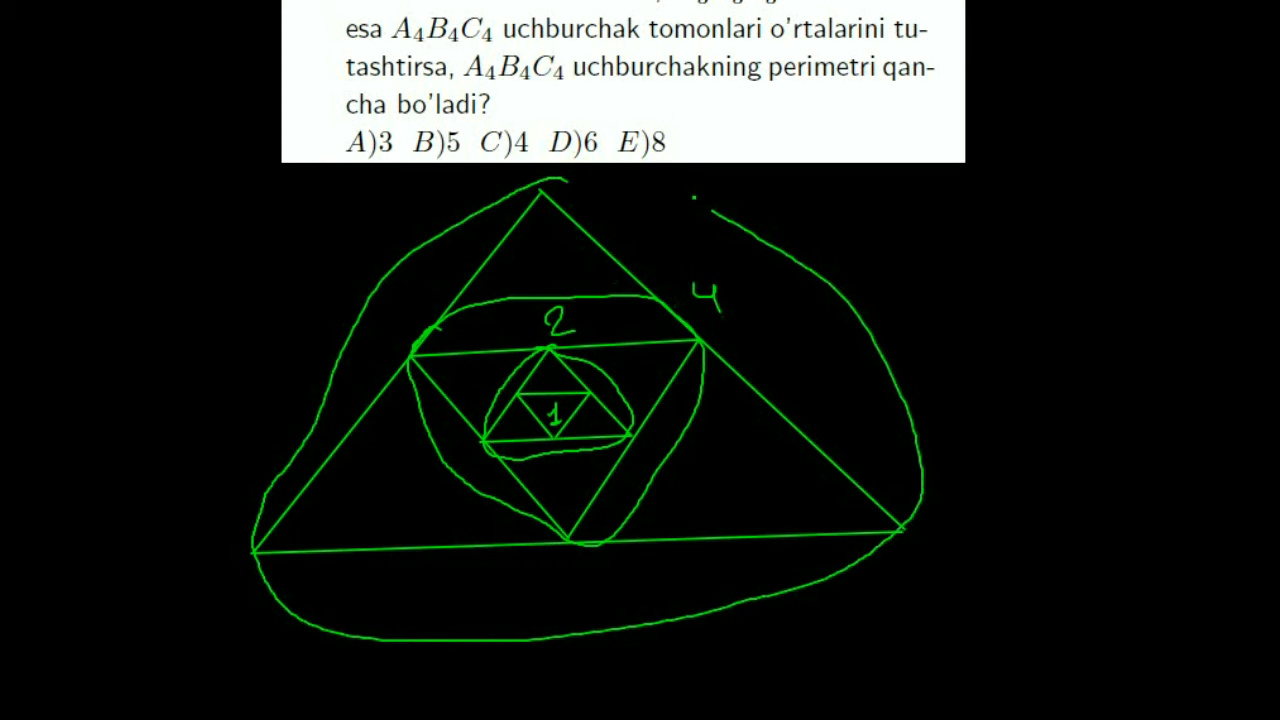 esa A₄B₄C₄ uchburchak tomonlari o'rtalarini tu-
tashtirsa, A₄B₄C₄ uchburchakning perimetri qan-
cha bo'ladi?
A)3 B)5 C)4 D)6 E)8
4
2
1